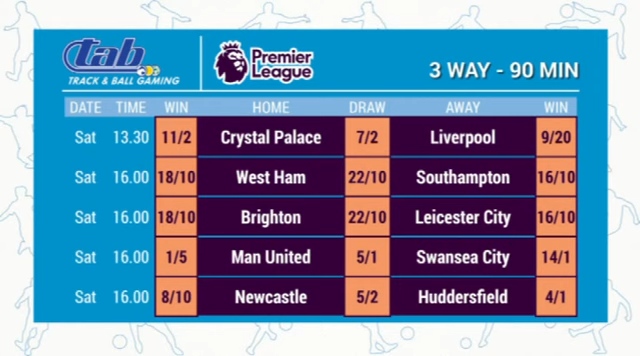 tab
TRACK & BALL GAMING
Premier
League
3 WAY - 90 MIN
DATE TIME WIN HOME DRAW AWAY WIN
Sat 13.30 11/2 Crystal Palace 7/2 Liverpool 9/20
Sat 16.00 18/10 West Ham 22/10 Southampton 16/10
Sat 16.00 18/10 Brighton 22/10 Leicester City 16/10
Sat 16.00 1/5 Man United 5/1 Swansea City 14/1
Sat 16.00 8/10 Newcastle 5/2 Huddersfield 4/1